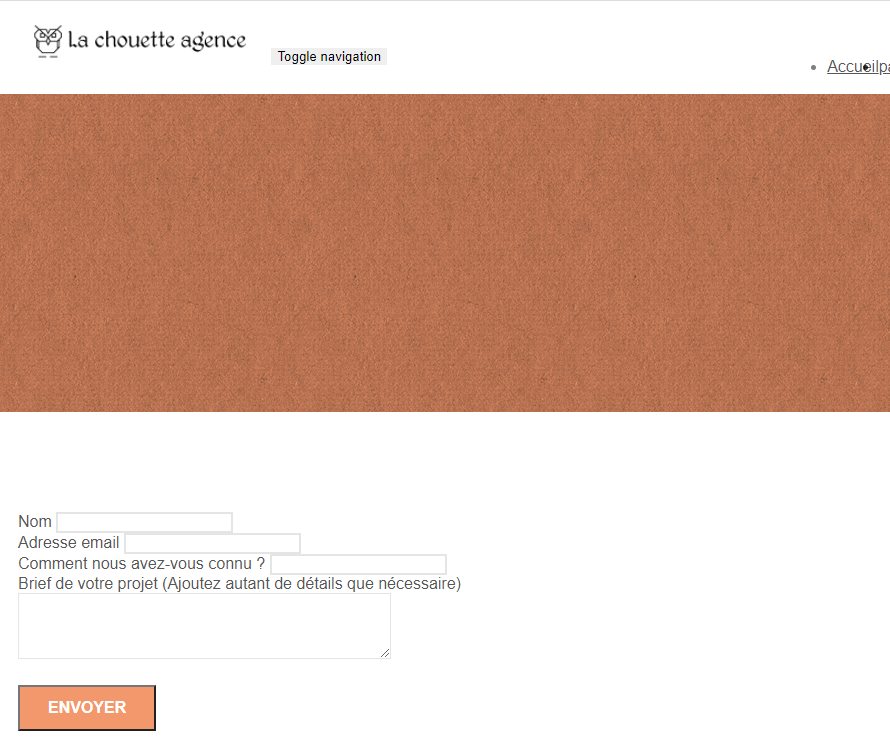 La chouette agence
Toggle navigation
Accueil
Nom
Adresse email
Comment nous avez-vous connu ?
Brief de votre projet (Ajoutez autant de détails que nécessaire)
ENVOYER